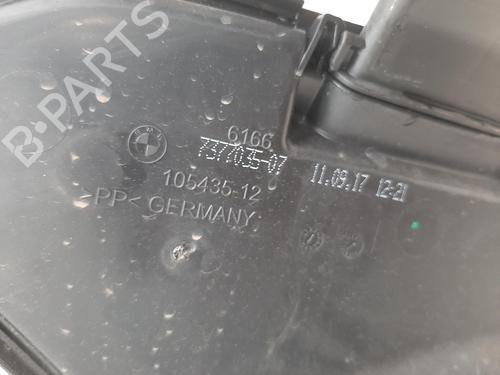 6166
7377035-07 11.09.17 12:21
105435-12
>PP< GERMANY
B-PARTS